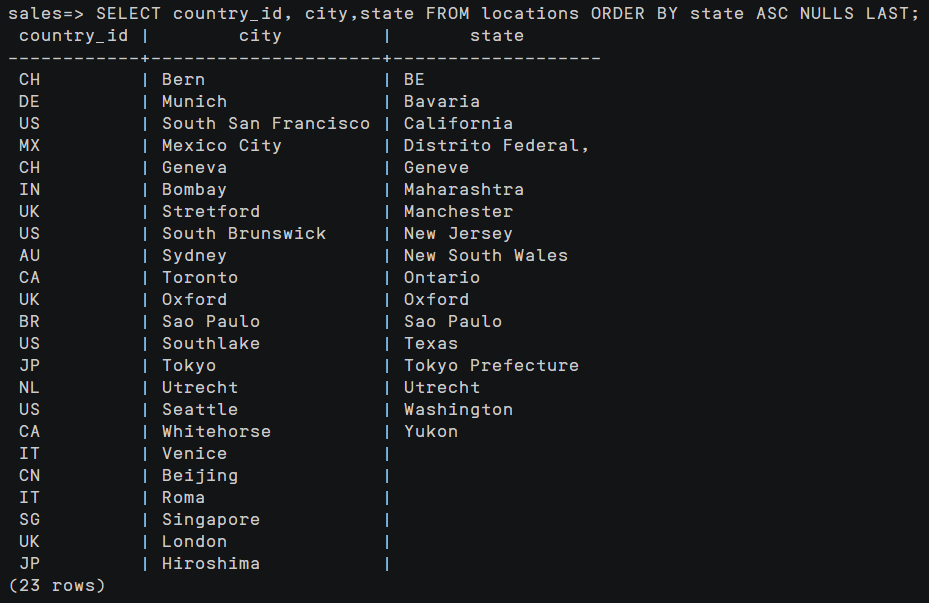 sales=> SELECT country_id, city,state FROM locations ORDER BY state ASC NULLS LAST;
 country_id |        city         |       state
------------+---------------------+-------------------
 CH         | Bern                | BE
 DE         | Munich              | Bavaria
 US         | South San Francisco | California
 MX         | Mexico City         | Distrito Federal,
 CH         | Geneva              | Geneve
 IN         | Bombay              | Maharashtra
 UK         | Stretford           | Manchester
 US         | South Brunswick     | New Jersey
 AU         | Sydney              | New South Wales
 CA         | Toronto             | Ontario
 UK         | Oxford              | Oxford
 BR         | Sao Paulo           | Sao Paulo
 US         | Southlake           | Texas
 JP         | Tokyo               | Tokyo Prefecture
 NL         | Utrecht             | Utrecht
 US         | Seattle             | Washington
 CA         | Whitehorse          | Yukon
 IT         | Venice              |
 CN         | Beijing             |
 IT         | Roma                |
 SG         | Singapore           |
 UK         | London              |
 JP         | Hiroshima           |
(23 rows)